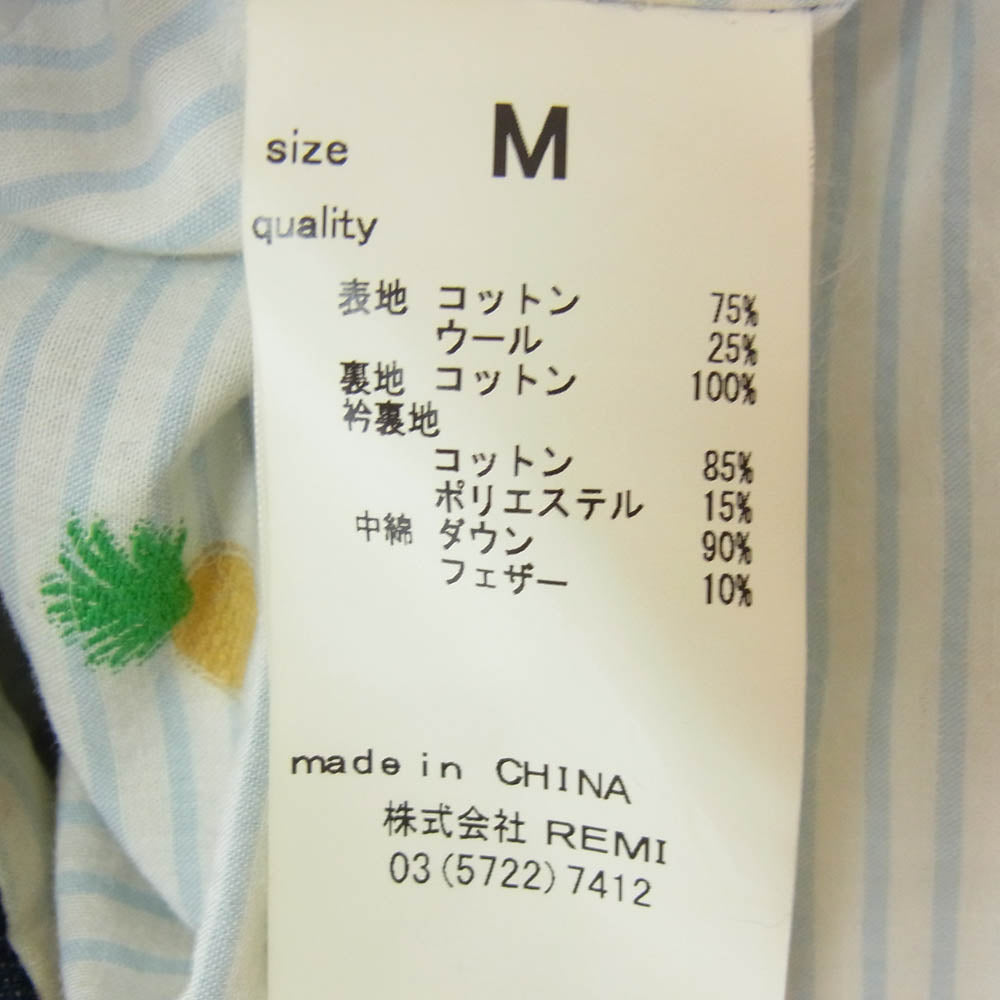 size M
quality
表地 コットン 75%
ウール 25%
裏地 コットン 100%
衿裏地
コットン 85%
ポリエステル 15%
中綿 ダウン 90%
フェザー 10%
made in CHINA
株式会社 REMI
03(5722)7412